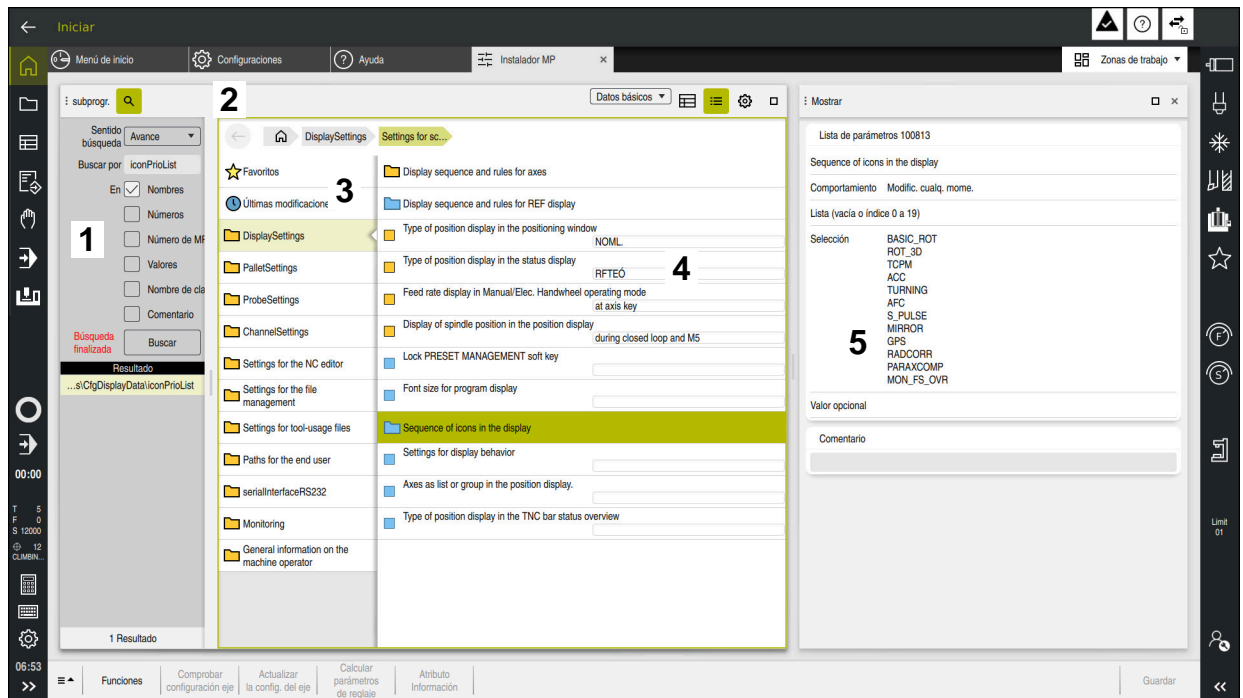 Iniciar
Menú de inicio
Configuraciones
Ayuda
Instalador MP
Zonas de trabajo
subprogr.
2
Datos básicos
Mostrar
Sentido
búsqueda
Avance
Buscar por
iconPrioList
En
Nombres
Números
1
Número de MF
Valores
Nombre de cla
Comentario
Búsqueda
finalizada
Buscar
Resultado
...s\CfgDisplayData\iconPrioList
1 Resultado
DisplaySettings
Settings for sc...
Favoritos
3
Últimas modificacione
DisplaySettings
PalletSettings
ProbeSettings
ChannelSettings
Settings for the NC editor
Settings for the file
management
Settings for tool-usage files
Paths for the end user
serialInterfaceRS232
Monitoring
General information on the
machine operator
Display sequence and rules for axes
Display sequence and rules for REF display
Type of position display in the positioning window
NOML.
Type of position display in the status display
RFTEÓ
4
Feed rate display in Manual/Elec. Handwheel operating mode
at axis key
Display of spindle position in the position display
during closed loop and M5
Lock PRESET MANAGEMENT soft key
Font size for program display
Sequence of icons in the display
Settings for display behavior
Axes as list or group in the position display.
Type of position display in the TNC bar status overview
Lista de parámetros 100813
Sequence of icons in the display
Comportamiento Modific. cualq. mome.
Lista (vacía o índice 0 a 19)
Selección
BASIC_ROT
ROT_3D
TCPM
ACC
TURNING
AFC
S_PULSE
MIRROR
GPS
RADCORR
PARAXCOMP
MON_FS_OVR
5
Valor opcional
Comentario
00:00
T 5
F 0
S 12000
12
CLIMBIN...
06:53
F
S
Limit
01
Funciones
Comprobar
configuración eje
Actualizar
la config. del eje
Calcular
parámetros
de reglaje
Atributo
Información
Guardar